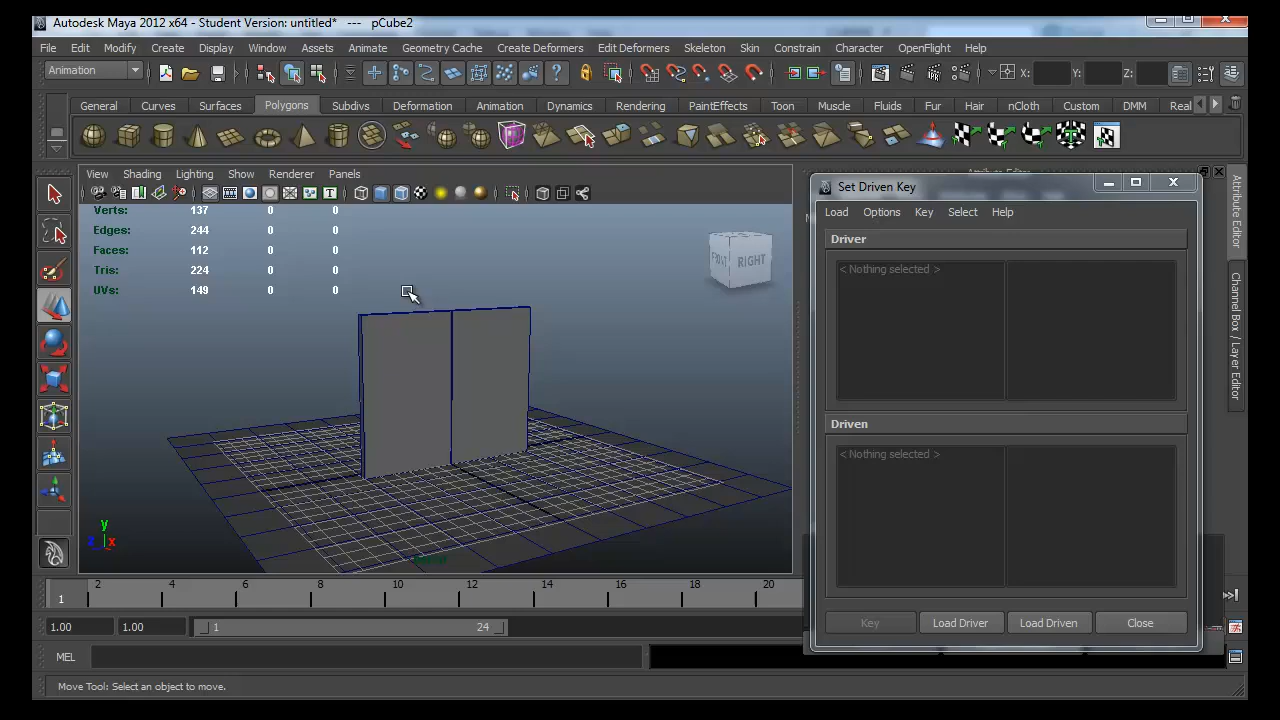 Autodesk Maya 2012 x64 - Student Version: untitled* --- pCube2
File Edit Modify Create Display Window Assets Animate Geometry Cache Create Deformers Edit Deformers Skeleton Skin Constrain Character OpenFlight Help
Animation X: Y: Z:
General Curves Surfaces Polygons Subdivs Deformation Animation Dynamics Rendering PaintEffects Toon Muscle Fluids Fur Hair nCloth Custom DMM Real
View Shading Lighting Show Renderer Panels
Verts: 137 0 0
Edges: 244 0 0
Faces: 112 0 0
Tris: 224 0 0
UVs: 149 0 0
FRONT RIGHT
y
z x
persp
Set Driven Key
Load Options Key Select Help
Driver
< Nothing selected >
Driven
< Nothing selected >
Key Load Driver Load Driven Close
Attribute Editor
Channel Box / Layer Editor
2 4 6 8 10 12 14 16 18 20
1
1.00 1.00 1 24
MEL
Move Tool: Select an object to move.